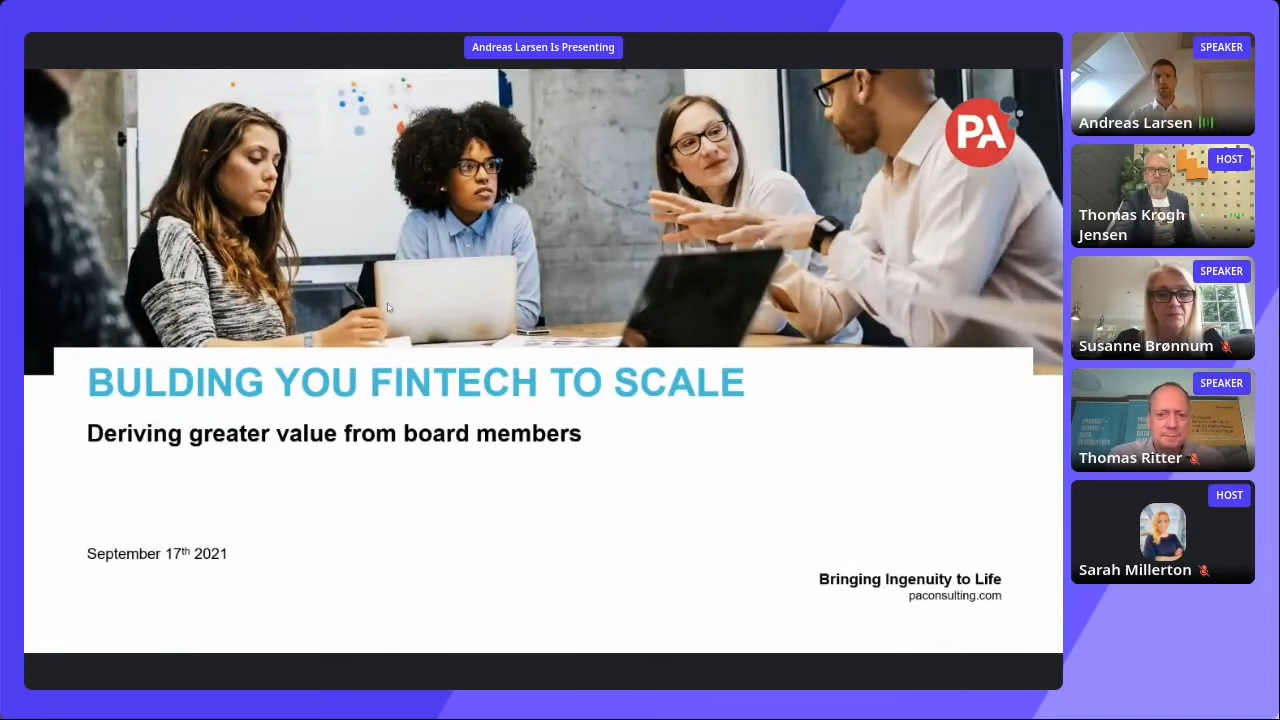 Andreas Larsen Is Presenting
PA
BULDING YOU FINTECH TO SCALE
Deriving greater value from board members
September 17th 2021
Bringing Ingenuity to Life
paconsulting.com
SPEAKER
Andreas Larsen
HOST
Thomas Krogh
Jensen
SPEAKER
Susanne Brønnum
SPEAKER
Thomas Ritter
HOST
Sarah Millerton